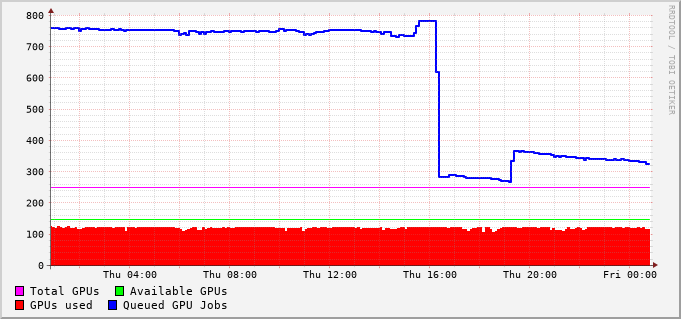 800
700
600
500
400
300
200
100
0
Thu 04:00 Thu 08:00 Thu 12:00 Thu 16:00 Thu 20:00 Fri 00:00
Total GPUs Available GPUs
GPUs used Queued GPU Jobs
RRDTOOL / TOBI OETIKER